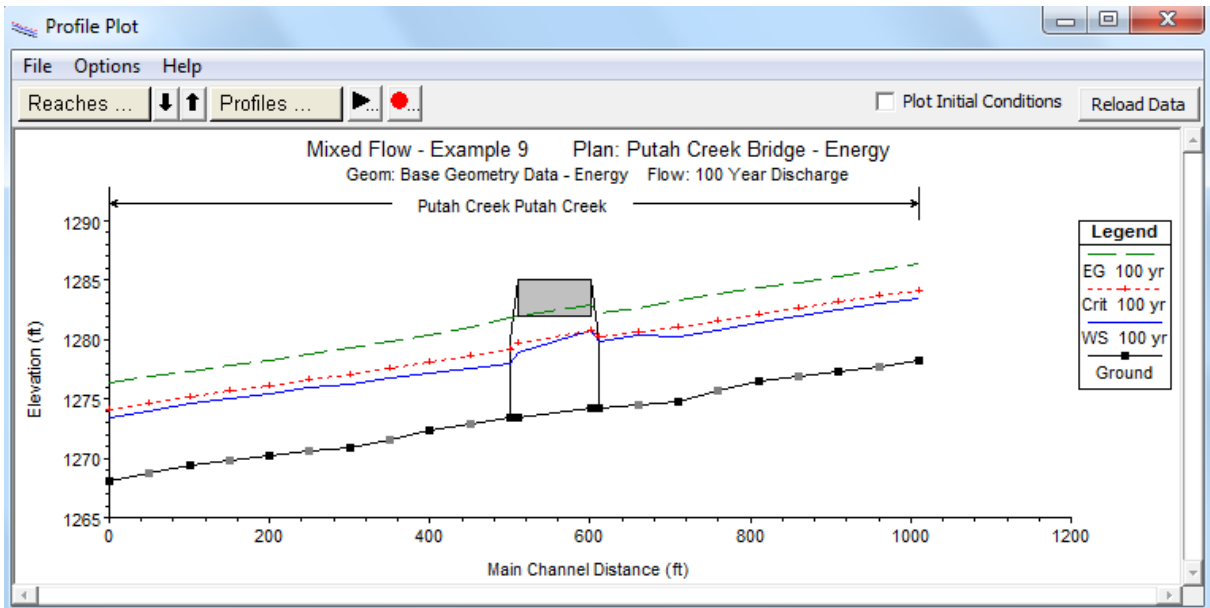 Profile Plot
File Options Help
Reaches ... Profiles ... ... ... Plot Initial Conditions Reload Data
Mixed Flow - Example 9 Plan: Putah Creek Bridge - Energy
Geom: Base Geometry Data - Energy Flow: 100 Year Discharge
Putah Creek Putah Creek
1290
1285
1280
1275
1270
1265
Elevation (ft)
0 200 400 600 800 1000 1200
Main Channel Distance (ft)
Legend
EG 100 yr
Crit 100 yr
WS 100 yr
Ground